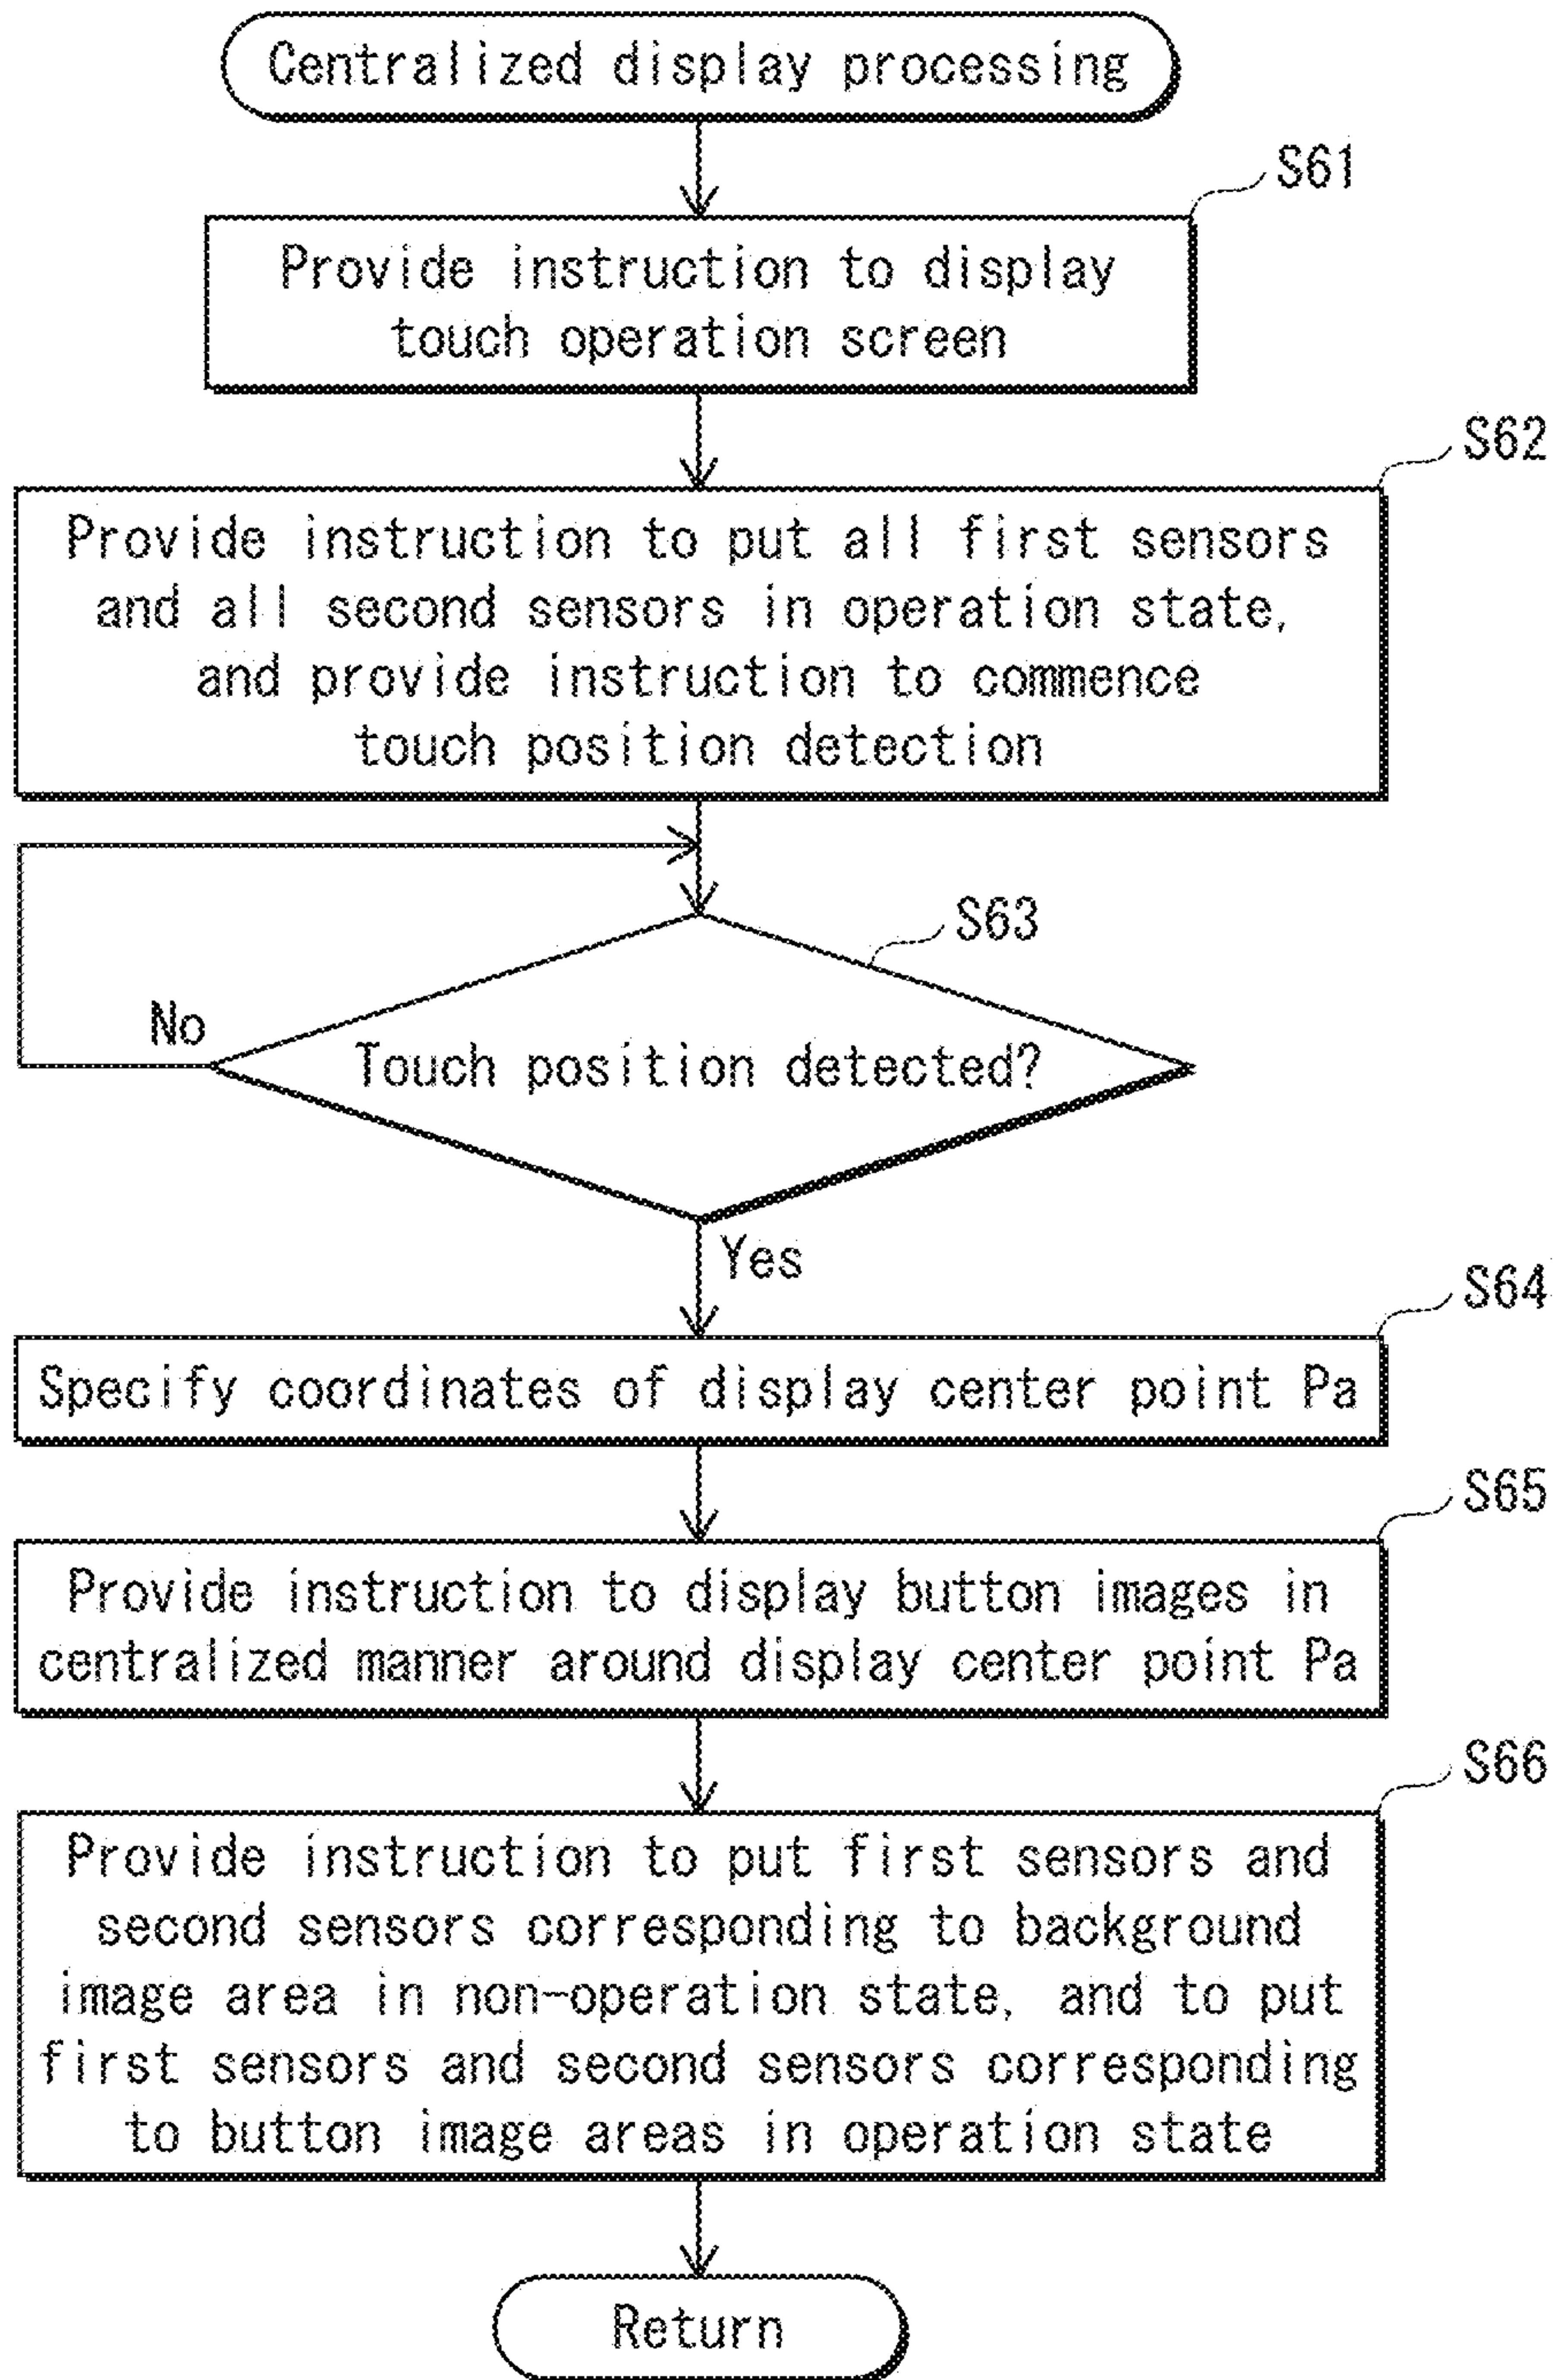 Centralized display processing
S61
Provide instruction to display
touch operation screen
S62
Provide instruction to put all first sensors
and all second sensors in operation state,
and provide instruction to commence
touch position detection
S63
No
Touch position detected?
Yes
S64
Specify coordinates of display center point Pa
S65
Provide instruction to display button images in
centralized manner around display center point Pa
S66
Provide instruction to put first sensors and
second sensors corresponding to background
image area in non-operation state, and to put
first sensors and second sensors corresponding
to button image areas in operation state
Return